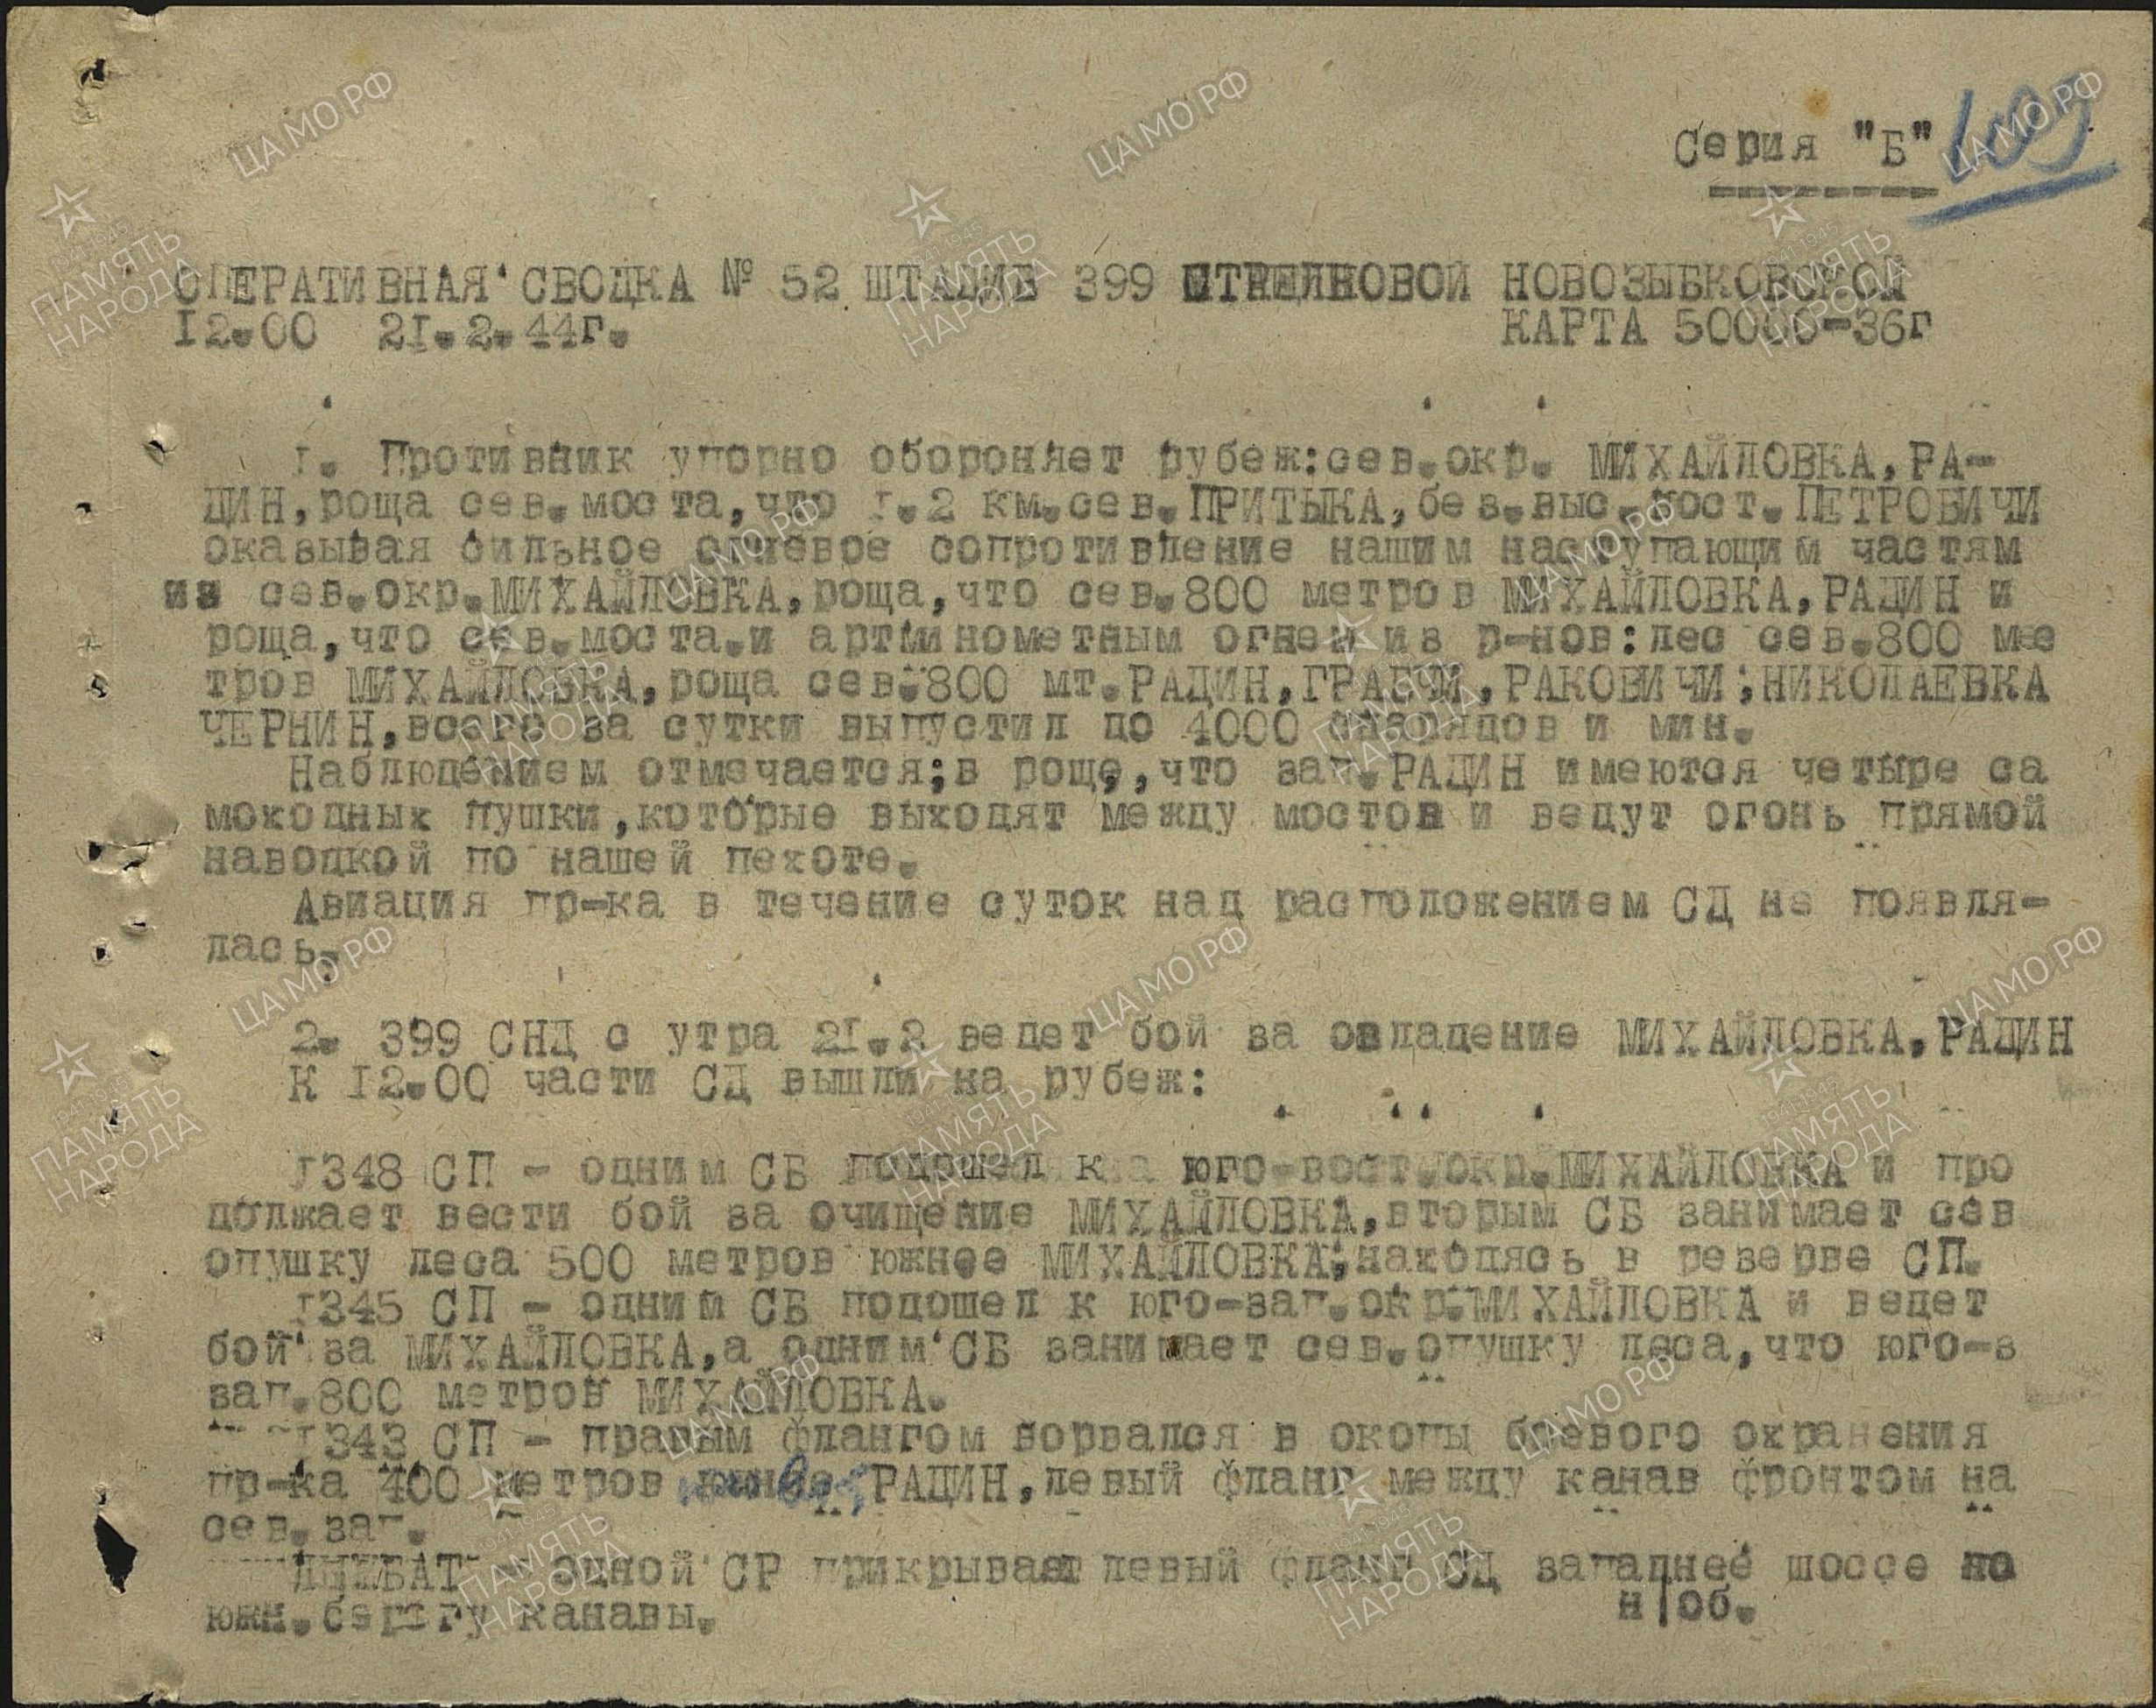 Серия "Б" 109
ОПЕРАТИВНАЯ СВОДКА № 52 ШТАДИВ 399 СТРЕЛКОВОЙ НОВОЗЫБКОВСКОЙ
12.00 21.2.44г. КАРТА 50000-36г
1. Противник упорно обороняет рубеж:сев.окр. МИХАЙЛОВКА,РА-
ДИН,роща сев.моста,что 1.2 км.сев.ПРИТЫКА,без.выс.вост.ПЕТРОВИЧИ
оказывая сильное огневое сопротивление нашим наступающим частям
из сев.окр.МИХАЙЛОВКА,роща,что сев.800 метров МИХАЙЛОВКА,РАДИН и
роща,что сев.моста.и артминометным огнем из р-нов:лес сев.800 ме
тров МИХАЙЛОВКА,роща сев.800 мт.РАДИН,ГРАБЧИ,РАКОВИЧИ;НИКОЛАЕВКА
ЧЕРНИН,всего за сутки выпустил до 4000 снарядов и мин.
Наблюдением отмечается;в роще,что зап.РАДИН имеются четыре са
моходных пушки,которые выходят между мостов и ведут огонь прямой
наводкой по нашей пехоте.
Авиация пр-ка в течение суток над расположением СД не появля-
лась.
2. 399 СНД с утра 21.2 ведет бой за овладение МИХАЙЛОВКА,РАДИН
К 12.00 части СД вышли на рубеж:
1348 СП - одним СБ подошел к юго-вост.окр.МИХАЙЛОВКА и про
должает вести бой за очищение МИХАЙЛОВКА,вторым СБ занимает сев
опушку леса 500 метров южнее МИХАЙЛОВКА;находясь в резерве СП.
1345 СП - одним СБ подошел к юго-зап.окр.МИХАЙЛОВКА и ведет
бой за МИХАЙЛОВКА,а одним СБ занимает сев.опушку леса,что юго-з
зап.800 метров МИХАЙЛОВКА.
1343 СП - правым флангом ворвался в окопы боевого охранения
пр-ка 400 метров РАДИН,левый фланг между канав фронтом на
сев.зап.
одной СР прикрывает левый фланг СД западнее шоссе по
южн.берегу канавы.
н/об.
ЦАМО РФ
1941-1945
ПАМЯТЬ
НАРОДА